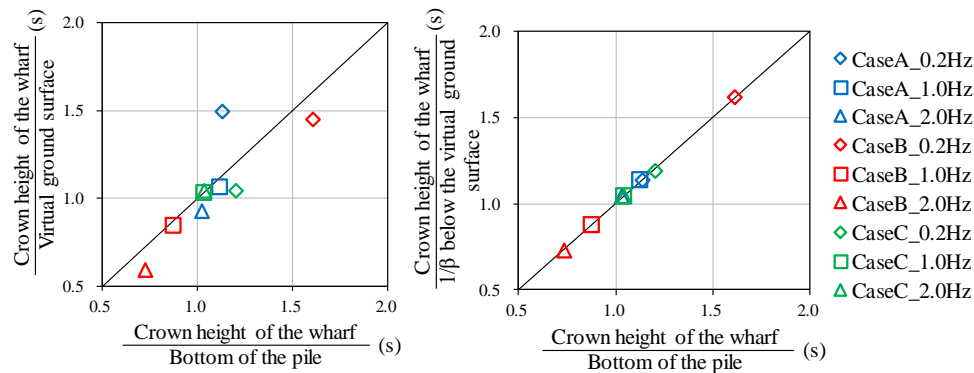 Crown height of the wharf
Virtual ground surface
(s)
2.0
1.5
1.0
0.5
0.5
1.0
1.5
2.0
Crown height of the wharf
Bottom of the pile
(s)
Crown height of the wharf
1/β below the virtual ground
surface
(s)
2.0
1.5
1.0
0.5
0.5
1.0
1.5
2.0
Crown height of the wharf
Bottom of the pile
(s)
CaseA_0.2Hz
CaseA_1.0Hz
CaseA_2.0Hz
CaseB_0.2Hz
CaseB_1.0Hz
CaseB_2.0Hz
CaseC_0.2Hz
CaseC_1.0Hz
CaseC_2.0Hz